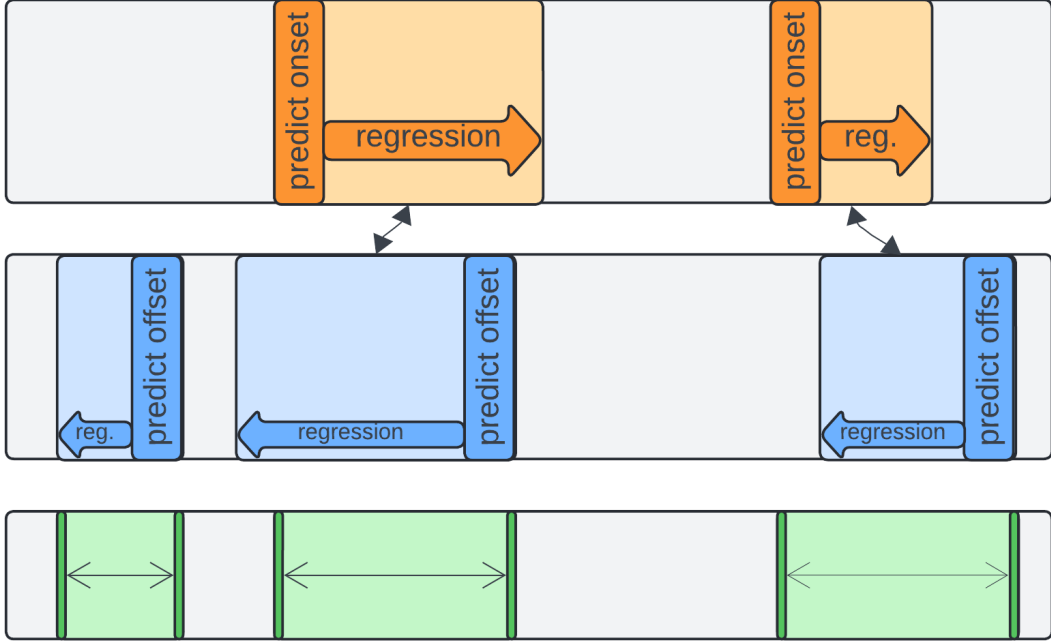 predict onset
regression
predict onset
reg.
reg.
predict offset
regression
predict offset
regression
predict offset